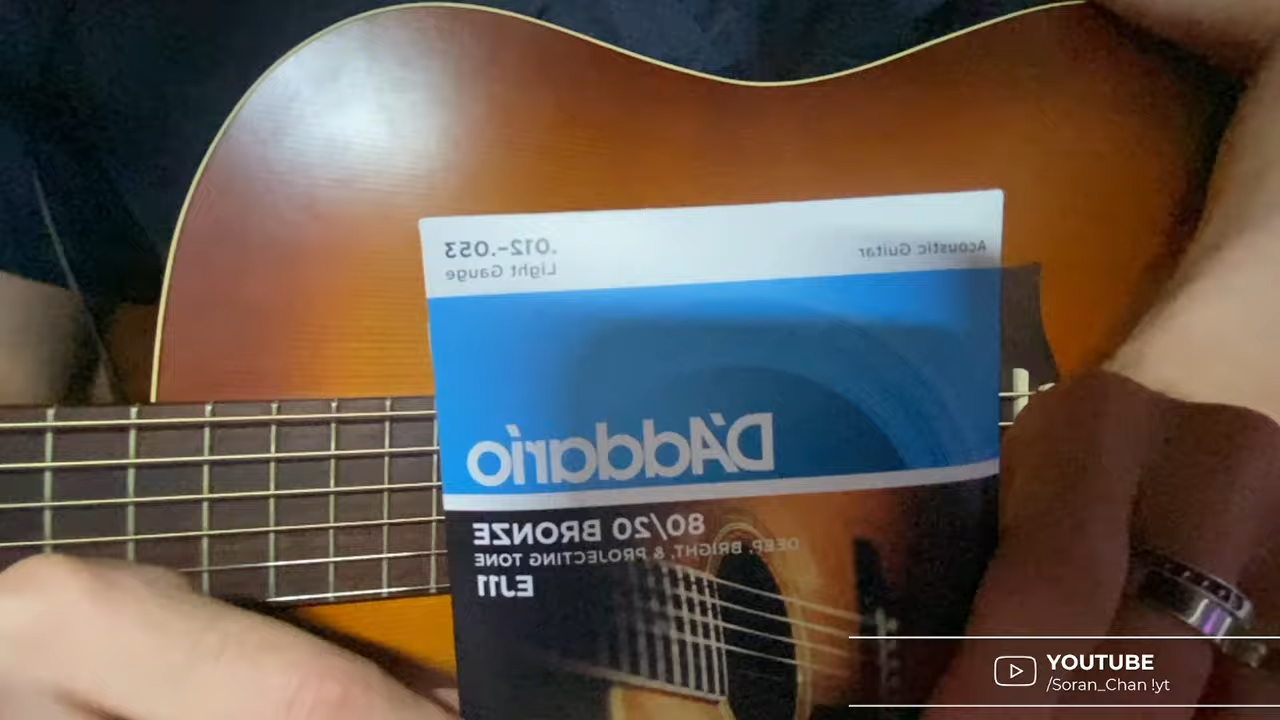 .012-.053
Light Gauge
Acoustic Guitar
D'Addario
80/20 BRONZE
DEEP, BRIGHT, & PROJECTING TONE
EJ11
YOUTUBE
/Soran_Chan !yt